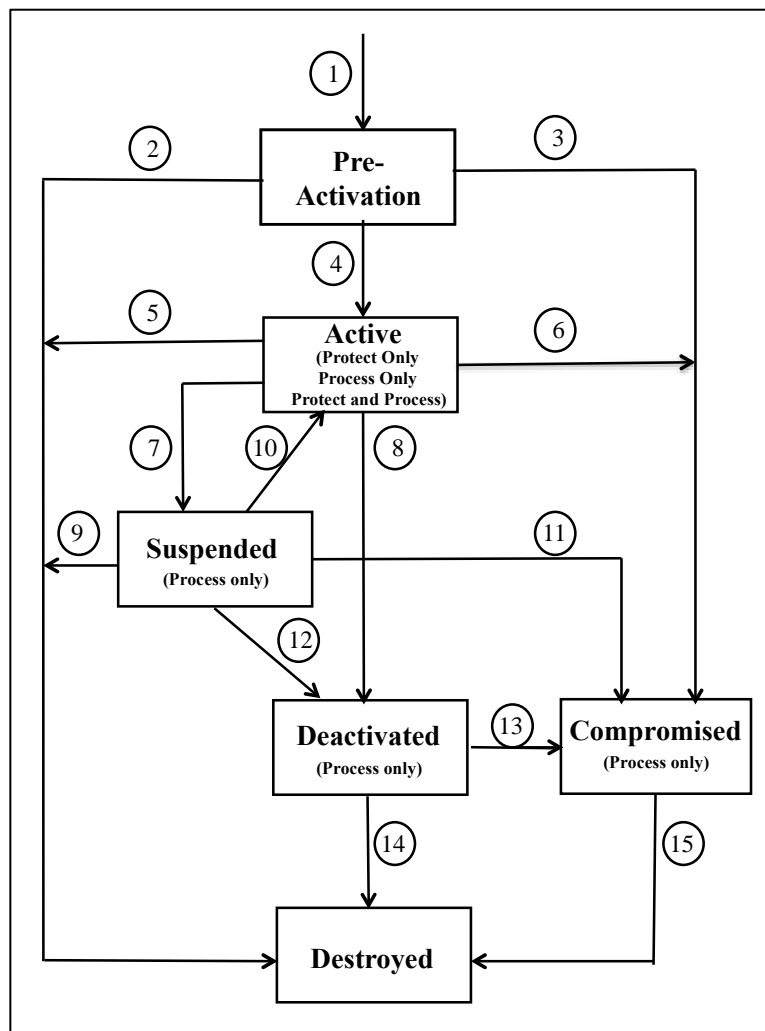 1
2
3
Pre-
Activation
4
5
6
Active
(Protect Only
Process Only
Protect and Process)
7
10
8
9
11
Suspended
(Process only)
12
Deactivated
(Process only)
13
Compromised
(Process only)
14
15
Destroyed